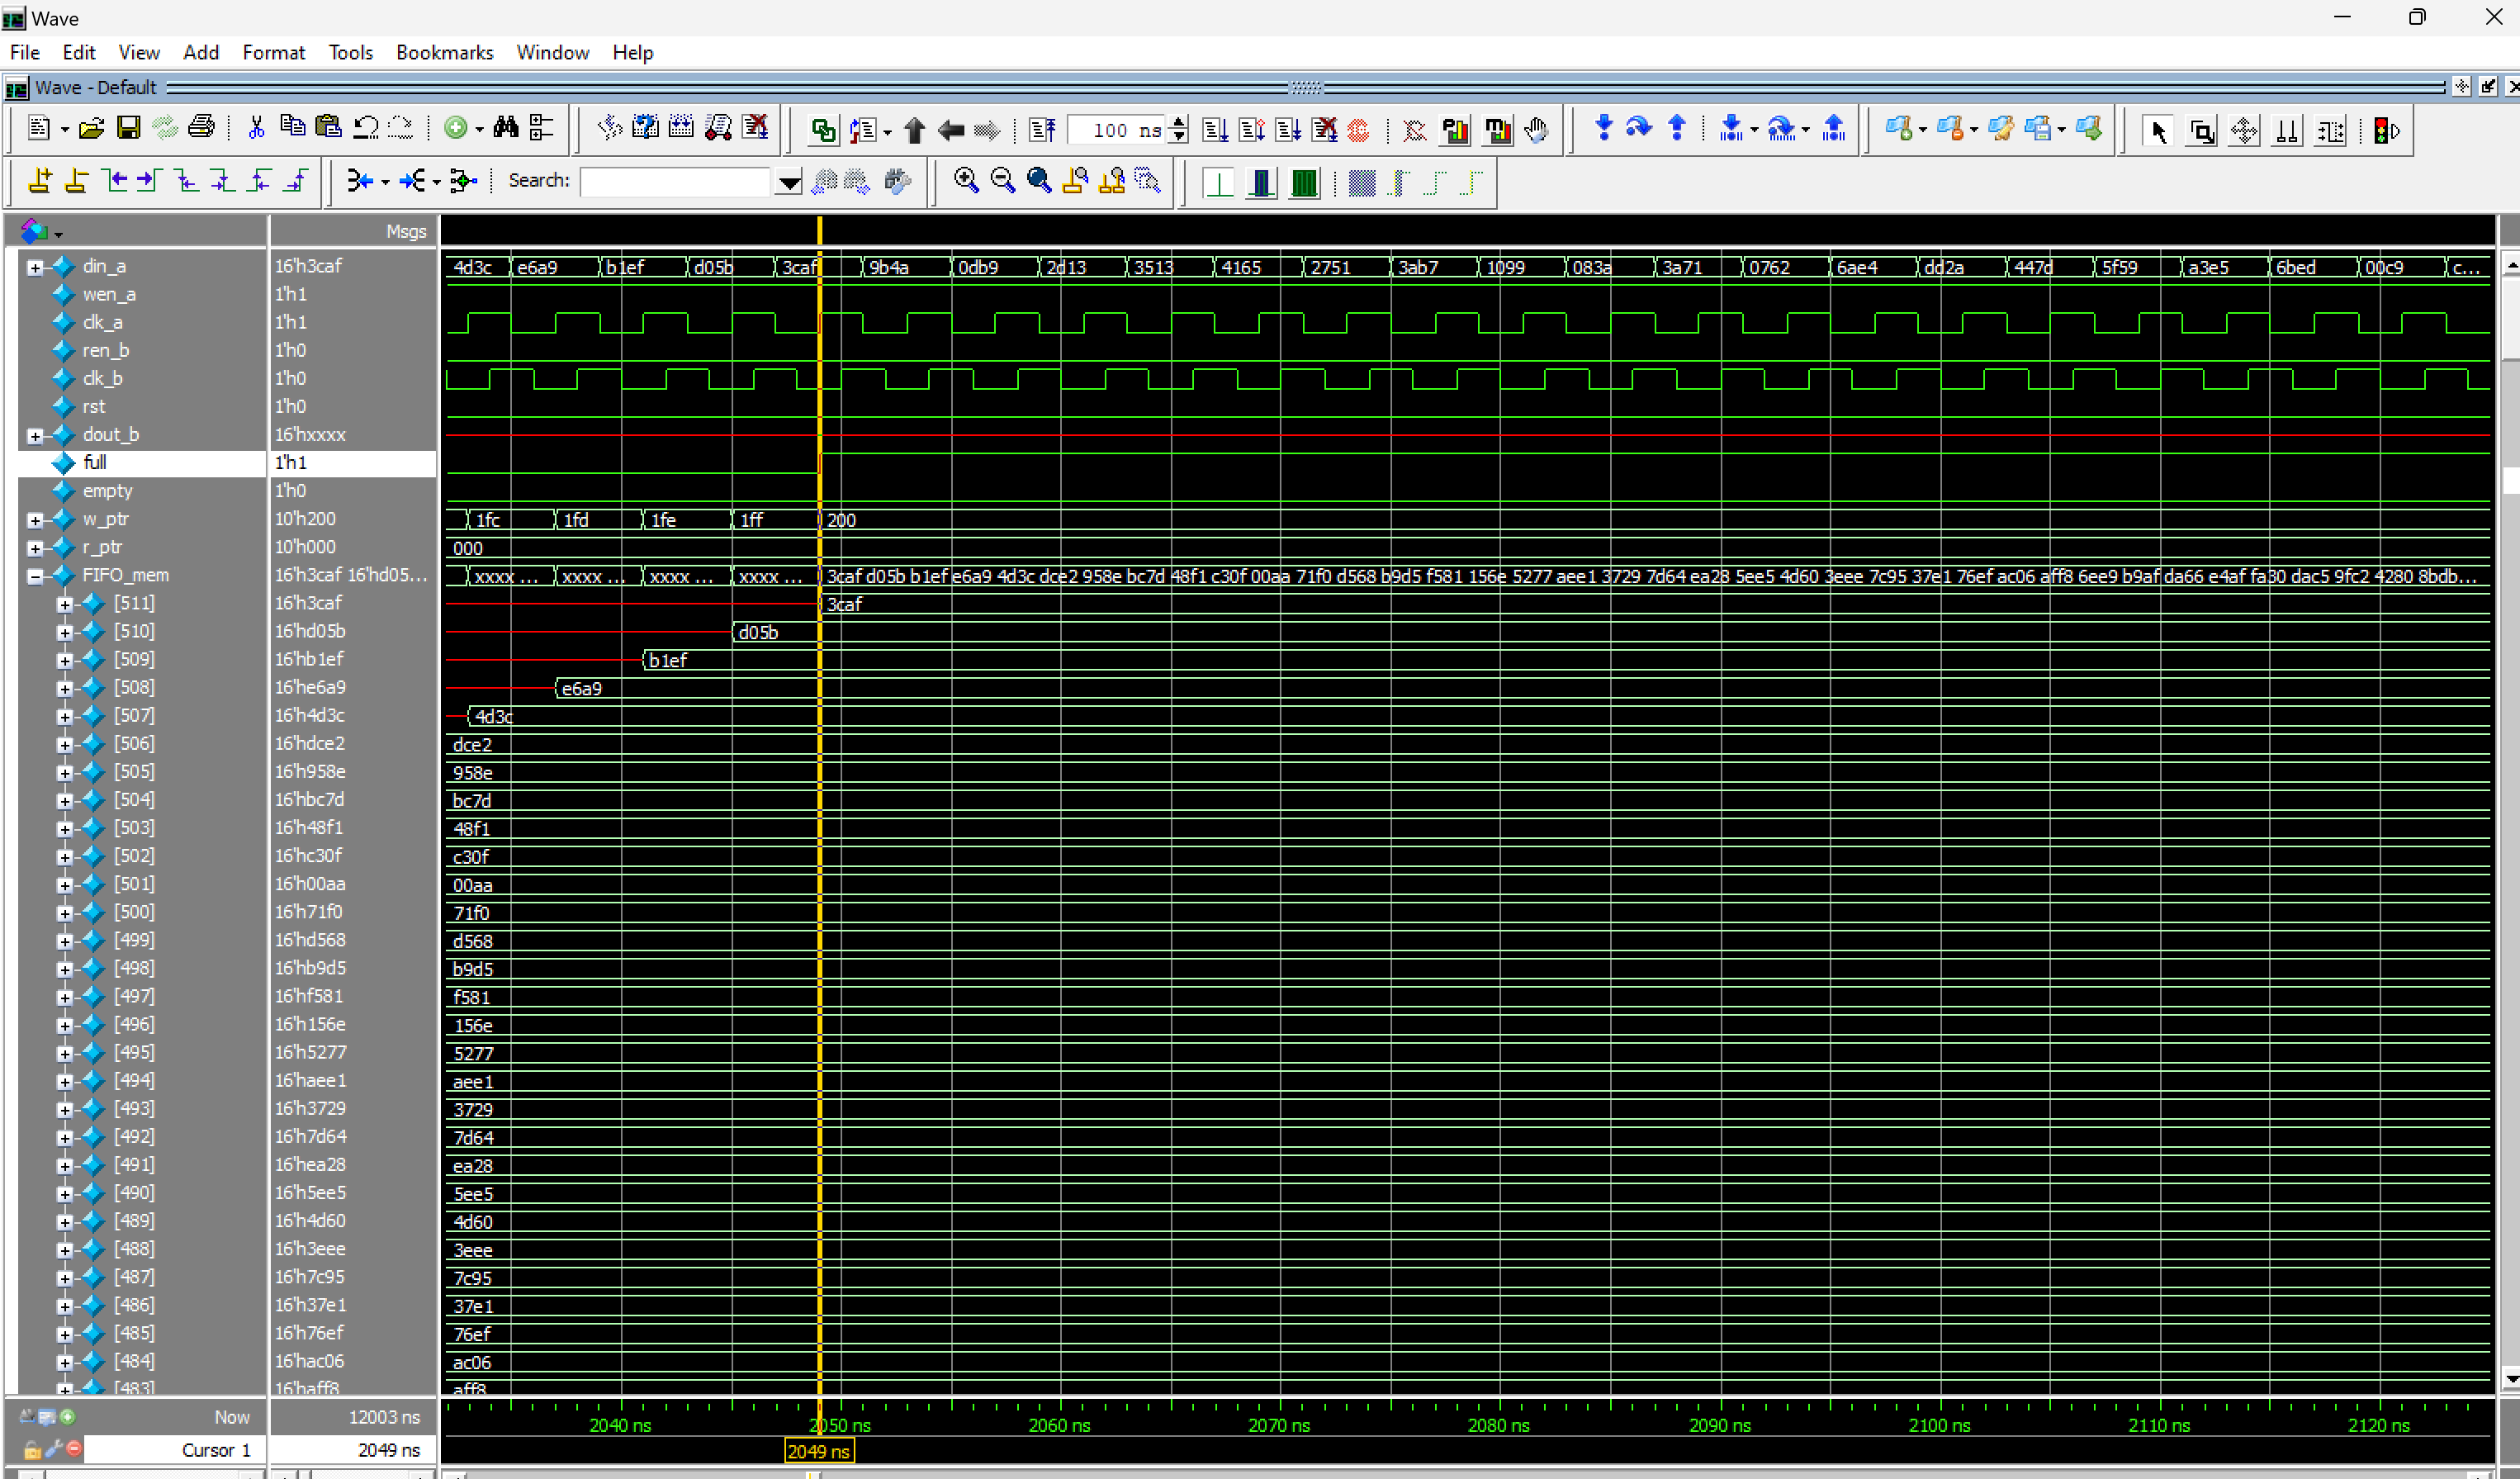 Wave
File Edit View Add Format Tools Bookmarks Window Help
Wave - Default
100 ns
Search:
Msgs
din_a 16'h3caf 4d3c e6a9 b1ef d05b 3caf 9b4a 0db9 2d13 3513 4165 2751 3ab7 1099 083a 3a71 0762 6ae4 dd2a 447d 5f59 a3e5 6bed 00c9 c...
wen_a 1'h1
clk_a 1'h1
ren_b 1'h0
clk_b 1'h0
rst 1'h0
dout_b 16'hxxxx
full 1'h1
empty 1'h0
w_ptr 10'h200 1fc 1fd 1fe 1ff 200
r_ptr 10'h000 000
FIFO_mem 16'h3caf 16'hd05... xxxx ... xxxx ... xxxx ... xxxx ... 3caf d05b b1ef e6a9 4d3c dce2 958e bc7d 48f1 c30f 00aa 71f0 d568 b9d5 f581 156e 5277 aee1 3729 7d64 ea28 5ee5 4d60 3eee 7c95 37e1 76ef ac06 aff8 6ee9 b9af da66 e4af fa30 dac5 9fc2 4280 8bdb...
[511] 16'h3caf 3caf
[510] 16'hd05b d05b
[509] 16'hb1ef b1ef
[508] 16'he6a9 e6a9
[507] 16'h4d3c 4d3c
[506] 16'hdce2 dce2
[505] 16'h958e 958e
[504] 16'hbc7d bc7d
[503] 16'h48f1 48f1
[502] 16'hc30f c30f
[501] 16'h00aa 00aa
[500] 16'h71f0 71f0
[499] 16'hd568 d568
[498] 16'hb9d5 b9d5
[497] 16'hf581 f581
[496] 16'h156e 156e
[495] 16'h5277 5277
[494] 16'haee1 aee1
[493] 16'h3729 3729
[492] 16'h7d64 7d64
[491] 16'hea28 ea28
[490] 16'h5ee5 5ee5
[489] 16'h4d60 4d60
[488] 16'h3eee 3eee
[487] 16'h7c95 7c95
[486] 16'h37e1 37e1
[485] 16'h76ef 76ef
[484] 16'hac06 ac06
[483] 16'haff8 aff8
Now 12003 ns 2040 ns 2050 ns 2060 ns 2070 ns 2080 ns 2090 ns 2100 ns 2110 ns 2120 ns
Cursor 1 2049 ns 2049 ns